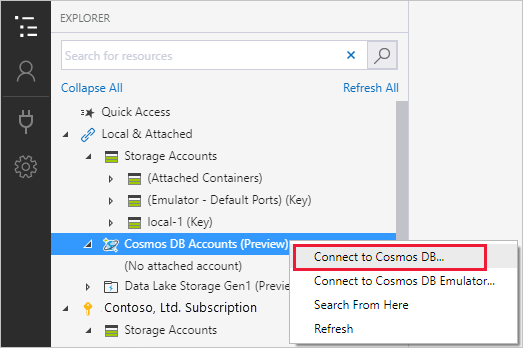 EXPLORER
Search for resources
Collapse All Refresh All
Quick Access
Local & Attached
Storage Accounts
(Attached Containers)
(Emulator - Default Ports) (Key)
local-1 (Key)
Cosmos DB Accounts (Preview)
(No attached account)
Data Lake Storage Gen1 (Previe
Contoso, Ltd. Subscription
Storage Accounts
Connect to Cosmos DB...
Connect to Cosmos DB Emulator...
Search From Here
Refresh